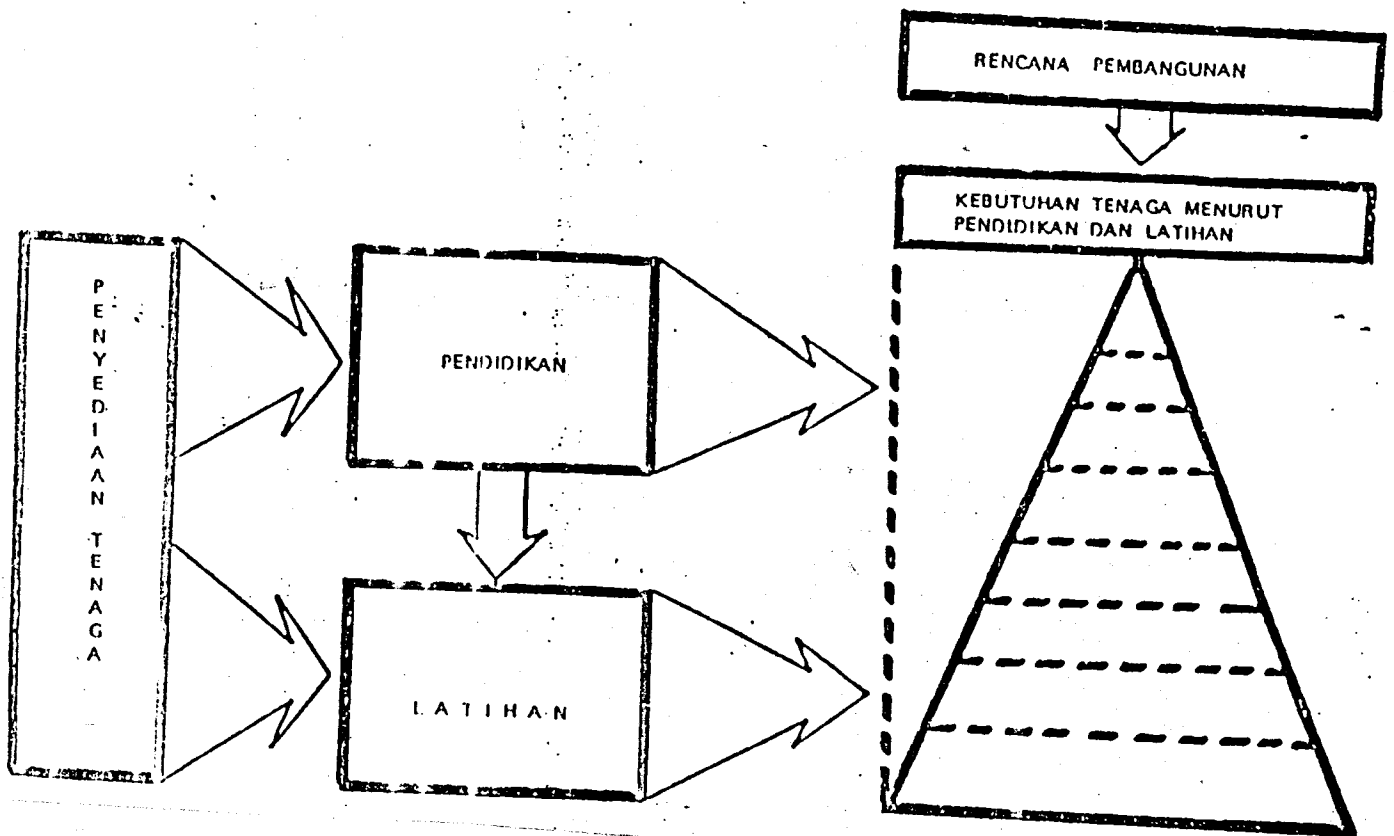 RENCANA PEMBANGUNAN
KEBUTUHAN TENAGA MENURUT
PENDIDIKAN DAN LATIHAN
PENYEDIAAN TENAGA
PENDIDIKAN
LATIHAN